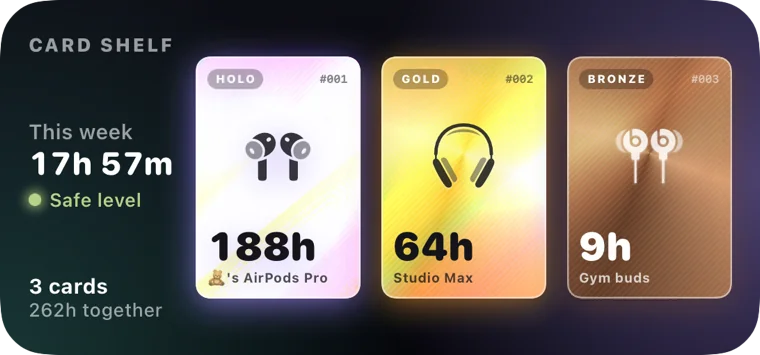 CARD SHELF
This week
17h 57m
Safe level
3 cards
262h together
HOLO #001
188h
🧸's AirPods Pro
GOLD #002
64h
Studio Max
BRONZE #003
9h
Gym buds